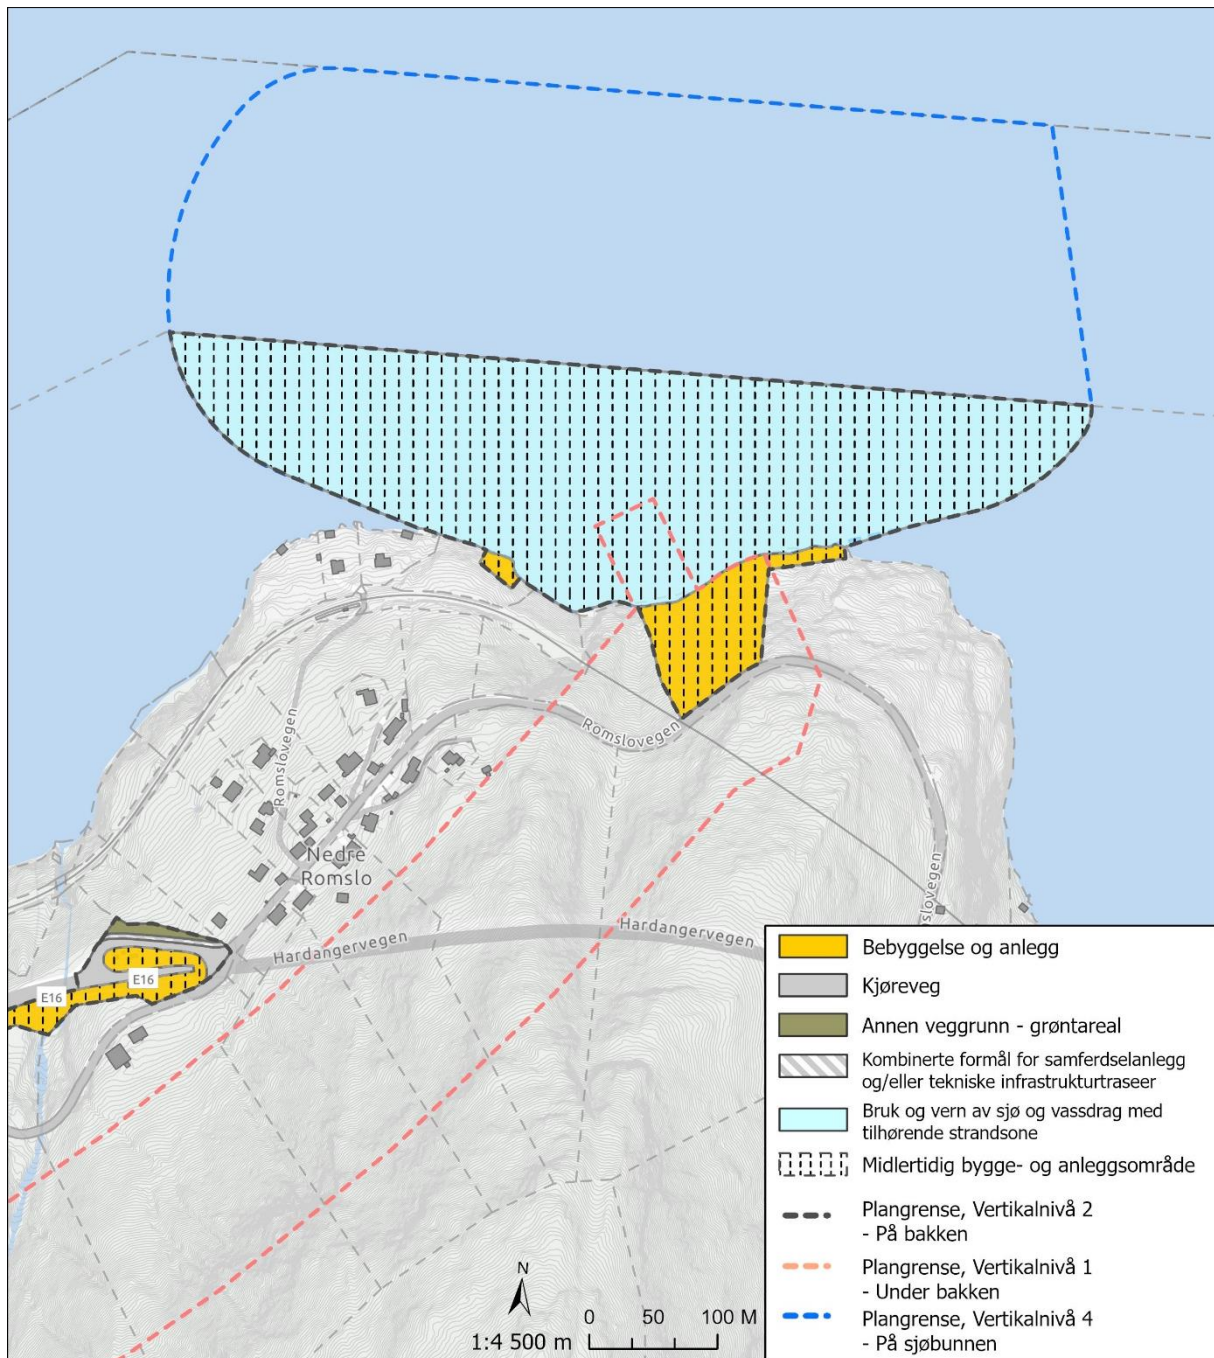 Romslovegen
Romslovegen
Nedre
Romslo
Hardangervegen
Hardangervegen
slovegen
E16
E16
Bebyggelse og anlegg
Kjøreveg
Annen veggrunn - grøntareal
Kombinerte formål for samferdselanlegg
og/eller tekniske infrastrukturtraseer
Bruk og vern av sjø og vassdrag med
tilhørende strandsone
Midlertidig bygge- og anleggsområde
Plangrense, Vertikalnivå 2
- På bakken
Plangrense, Vertikalnivå 1
- Under bakken
Plangrense, Vertikalnivå 4
- På sjøbunnen
N
0 50 100 M
1:4 500 m